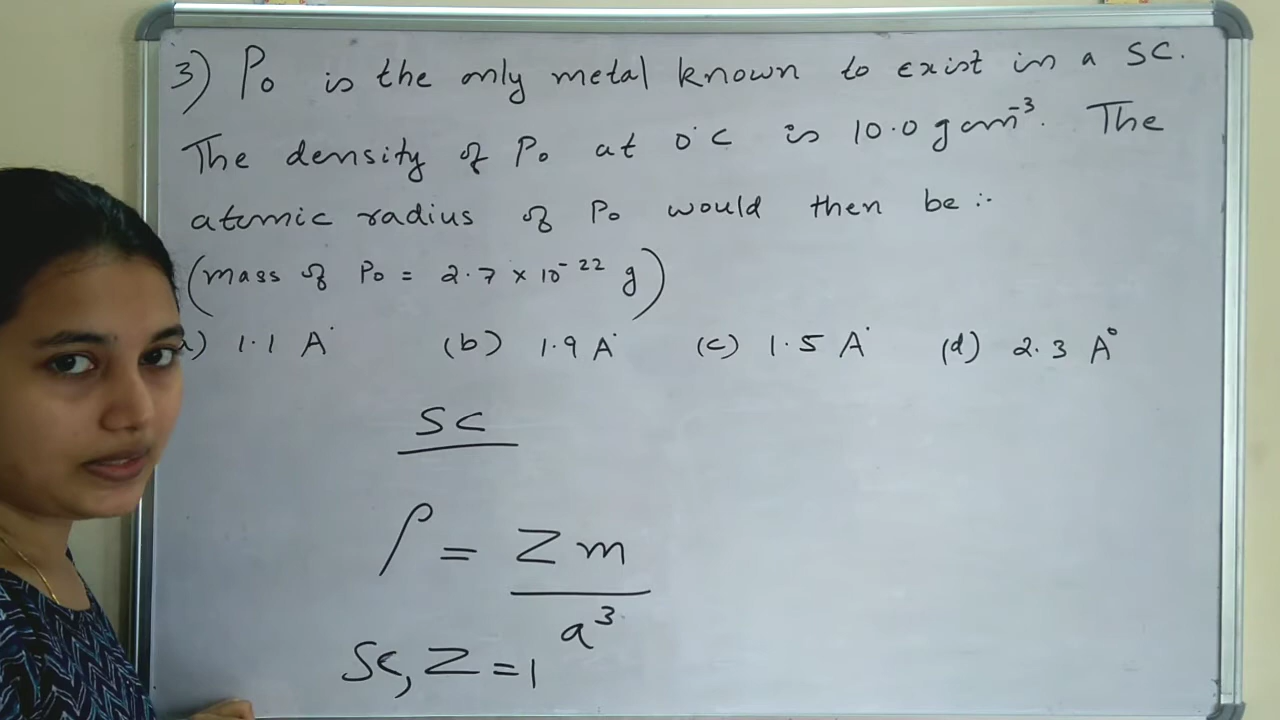 3) Po is the only metal known to exist in a SC.
The density of Po at 0°C is 10.0 g cm⁻³. The
atomic radius of Po would then be :-
(mass of Po = 2.7 × 10⁻²² g)
a) 1.1 A° (b) 1.9 A° (c) 1.5 A° (d) 2.3 A°
SC
ρ = Zm / a³
SC, Z = 1